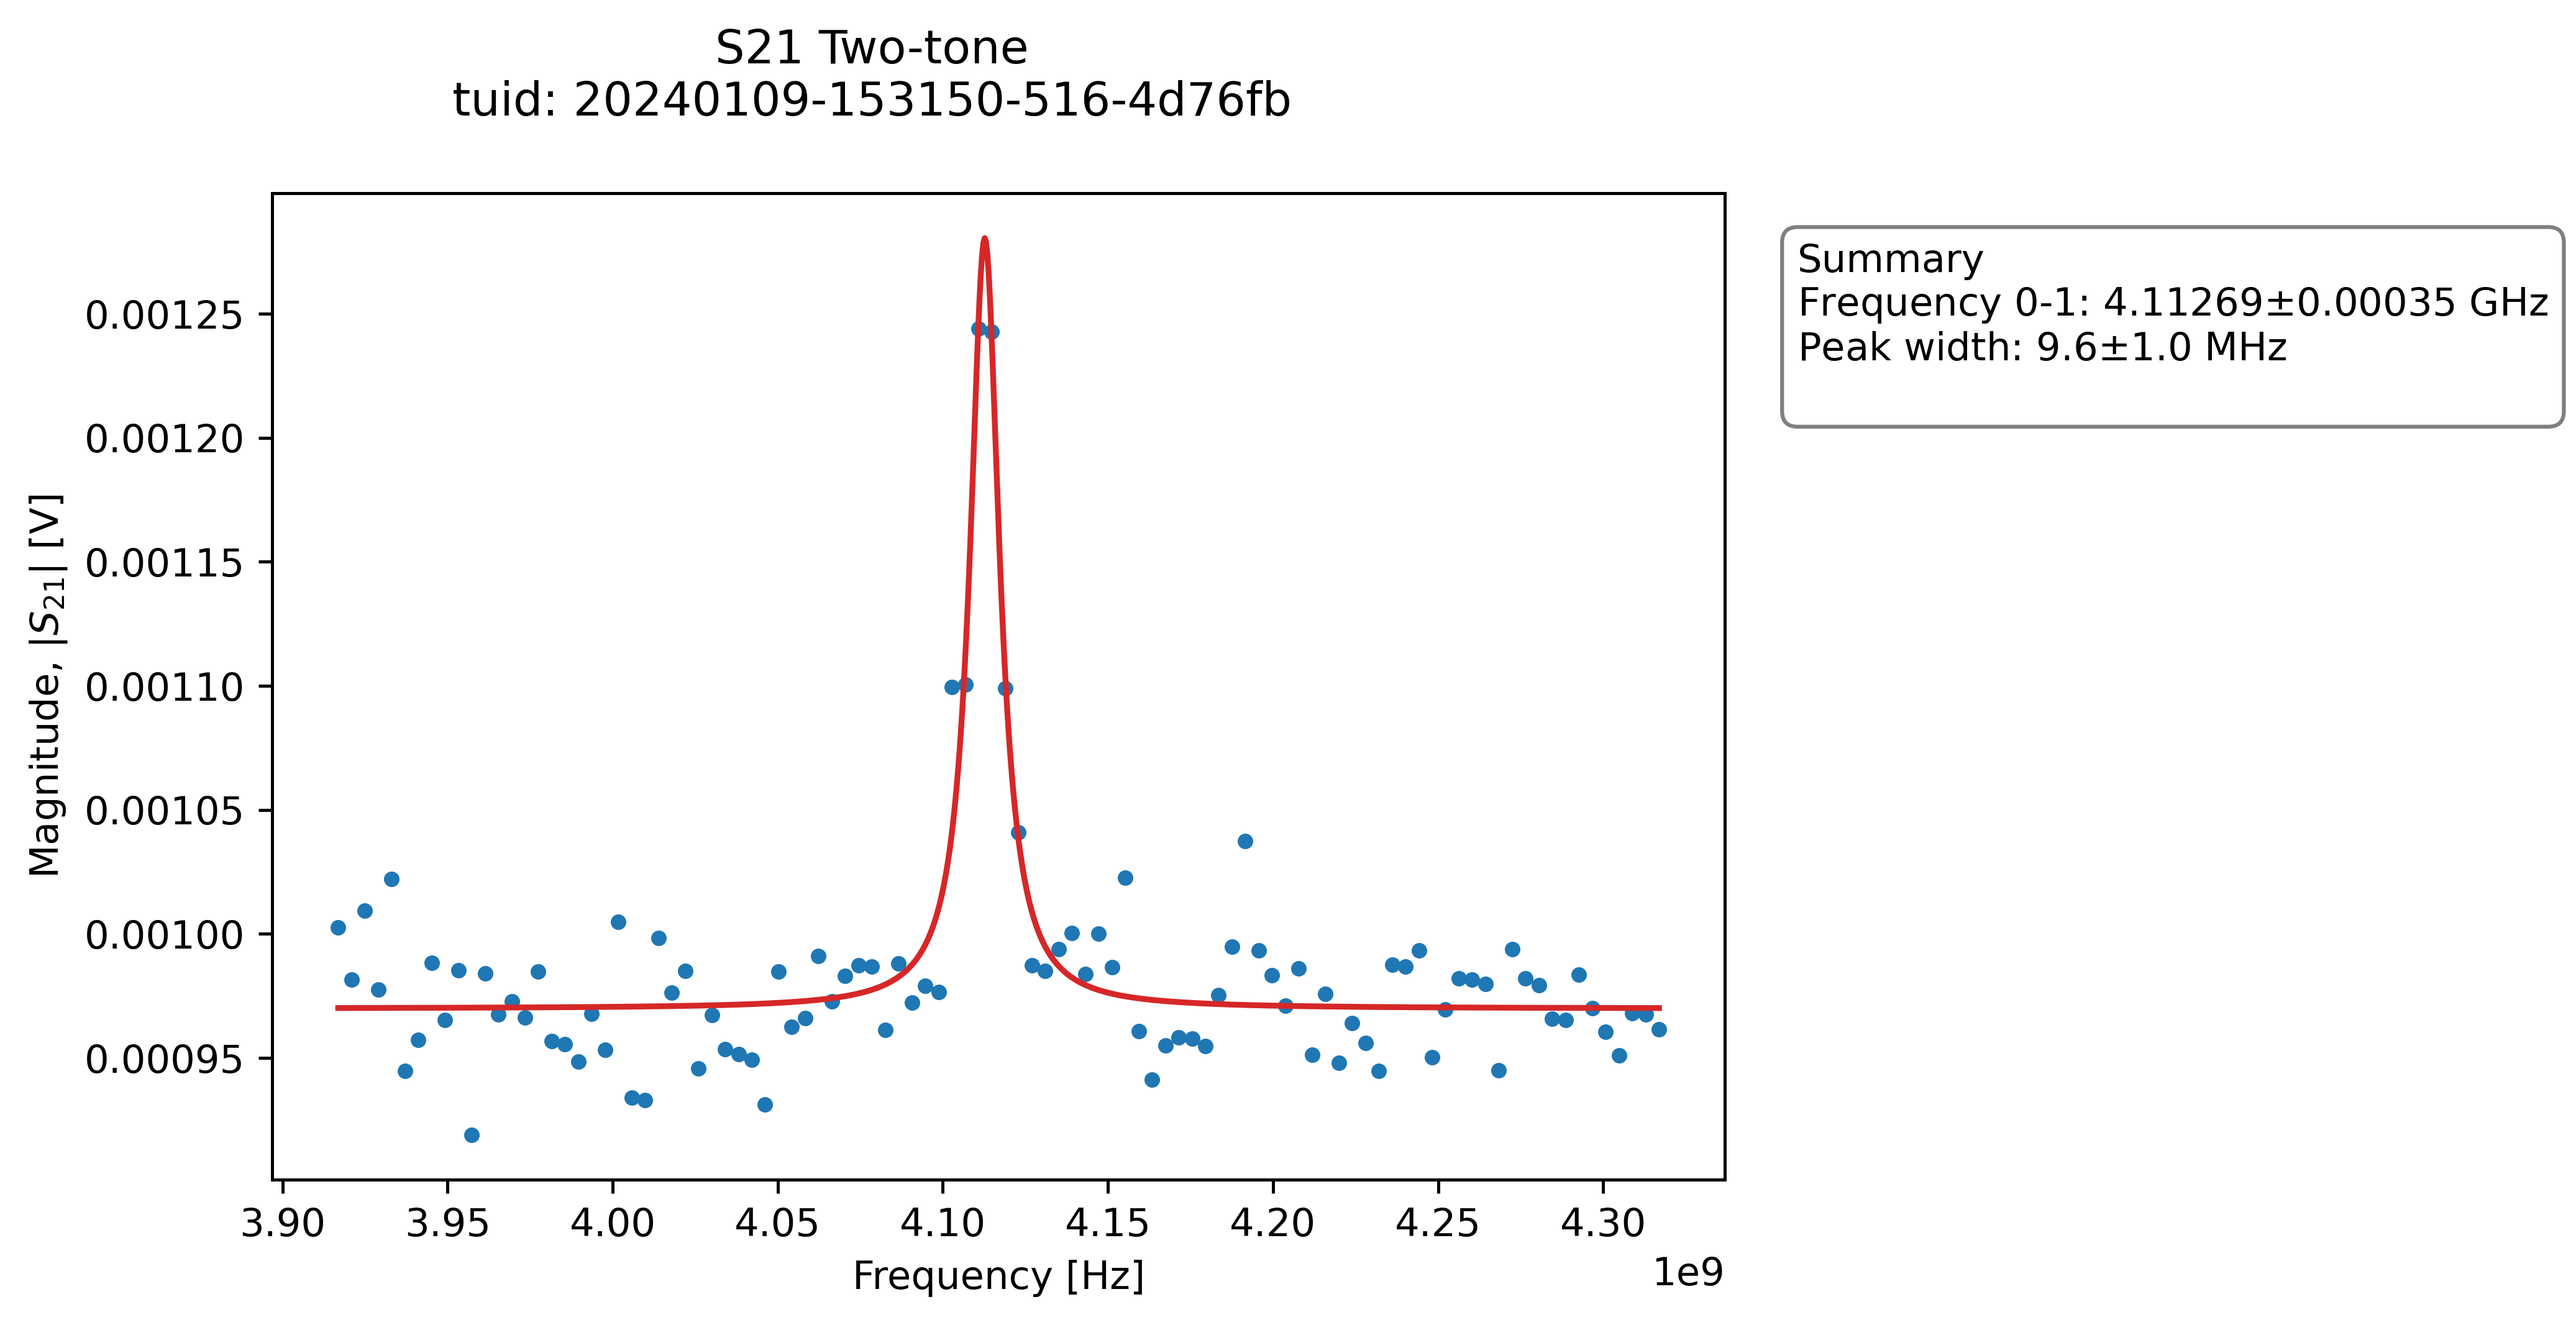 S21 Two-tone
tuid: 20240109-153150-516-4d76fb
Summary
Frequency 0-1: 4.11269±0.00035 GHz
Peak width: 9.6±1.0 MHz
Magnitude, |S₂₁| [V]
0.00125
0.00120
0.00115
0.00110
0.00105
0.00100
0.00095
3.90 3.95 4.00 4.05 4.10 4.15 4.20 4.25 4.30
Frequency [Hz]
1e9